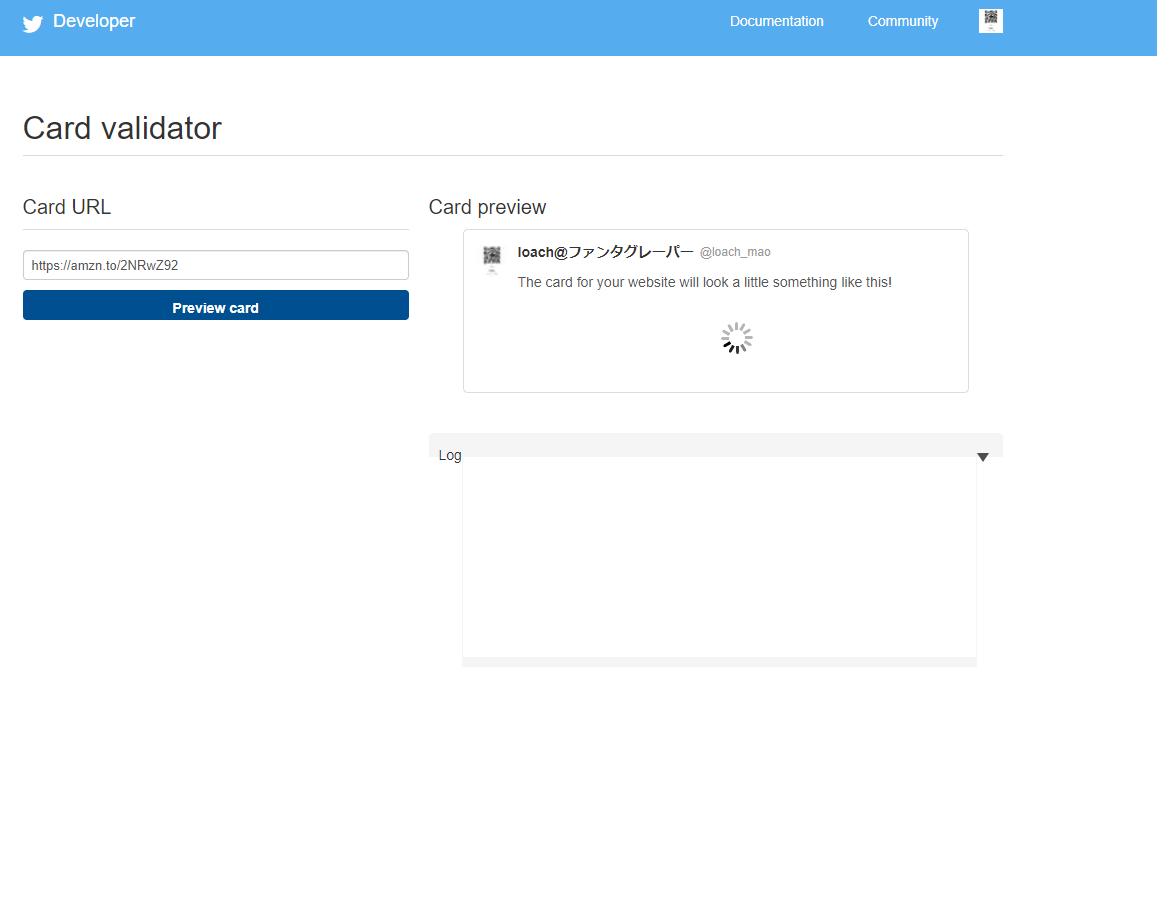 Developer
Documentation
Community
Card validator
Card URL
https://amzn.to/2NRwZ92
Preview card
Card preview
loach@ファンタグレーパー @loach_mao
The card for your website will look a little something like this!
Log